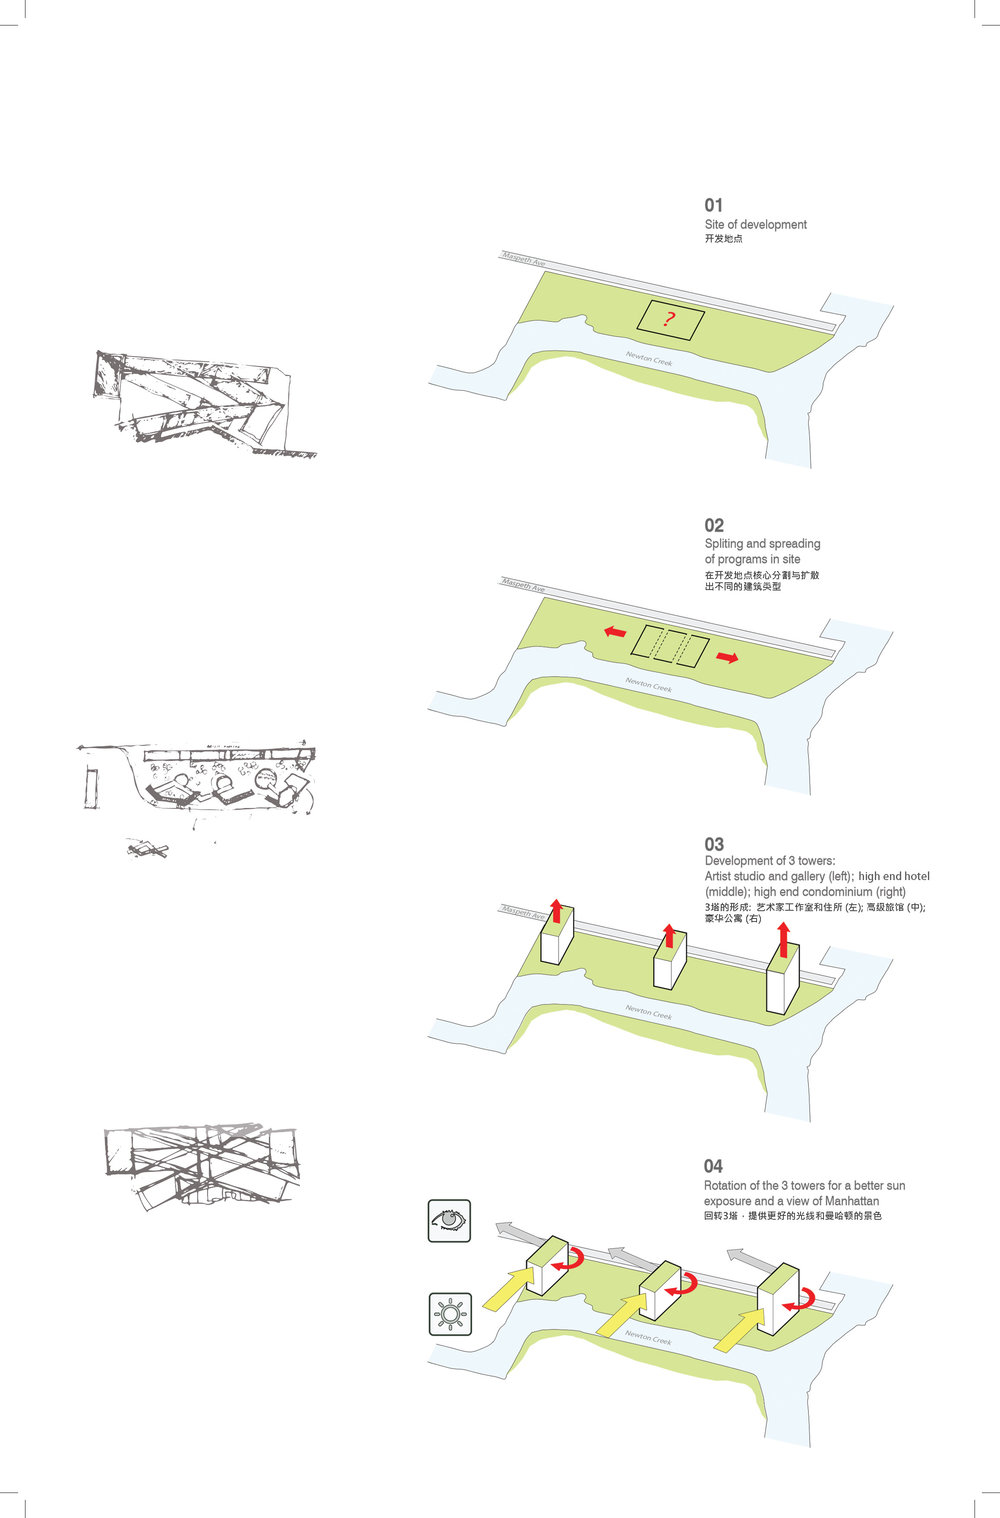 01
Site of development
开发地点
Maspeth Ave
?
Newton Creek
02
Spliting and spreading
of programs in site
在开发地点核心分割与扩散
出不同的建筑类型
Maspeth Ave
Newton Creek
03
Development of 3 towers:
Artist studio and gallery (left); high end hotel
(middle); high end condominium (right)
3塔的形成: 艺术家工作室和住所 (左); 高级旅馆 (中);
豪华公寓 (右)
Maspeth Ave
Newton Creek
04
Rotation of the 3 towers for a better sun
exposure and a view of Manhattan
回转3塔，提供更好的光线和曼哈顿的景色
Newton Creek